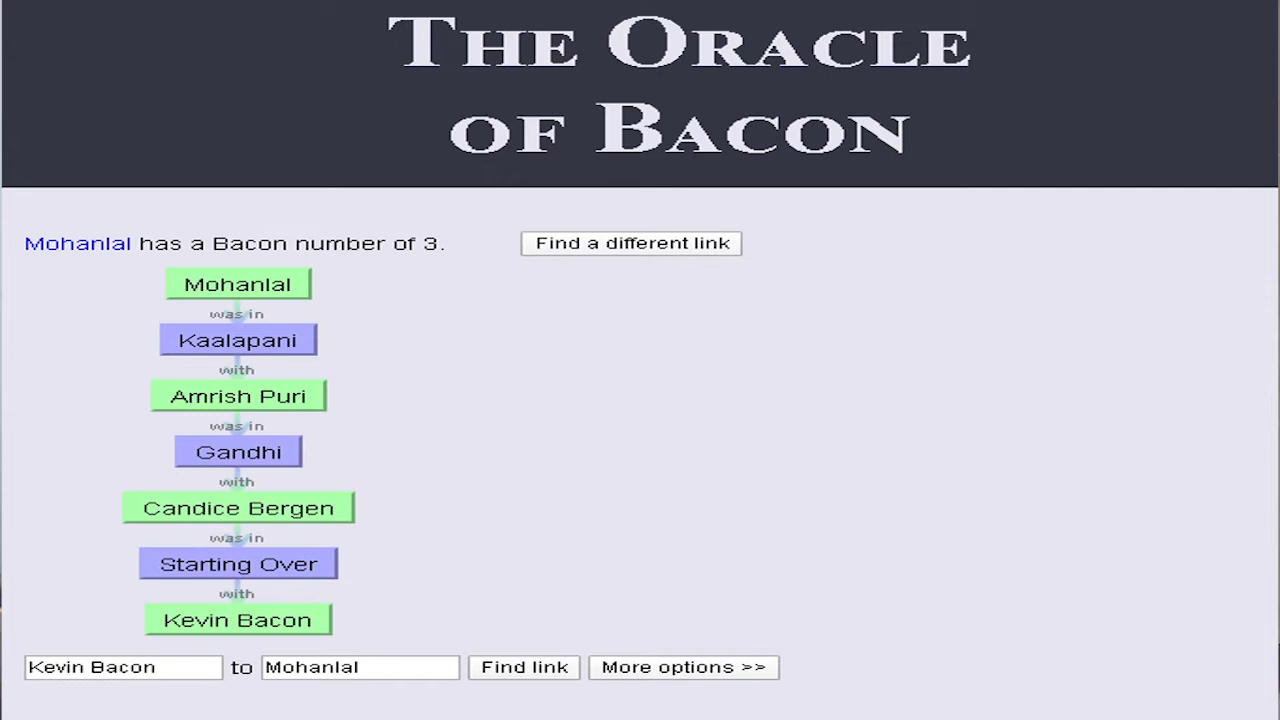 THE ORACLE
OF BACON
Mohanlal has a Bacon number of 3. Find a different link
Mohanlal
was in
Kaalapani
with
Amrish Puri
was in
Gandhi
with
Candice Bergen
was in
Starting Over
with
Kevin Bacon
Kevin Bacon to Mohanlal Find link More options >>